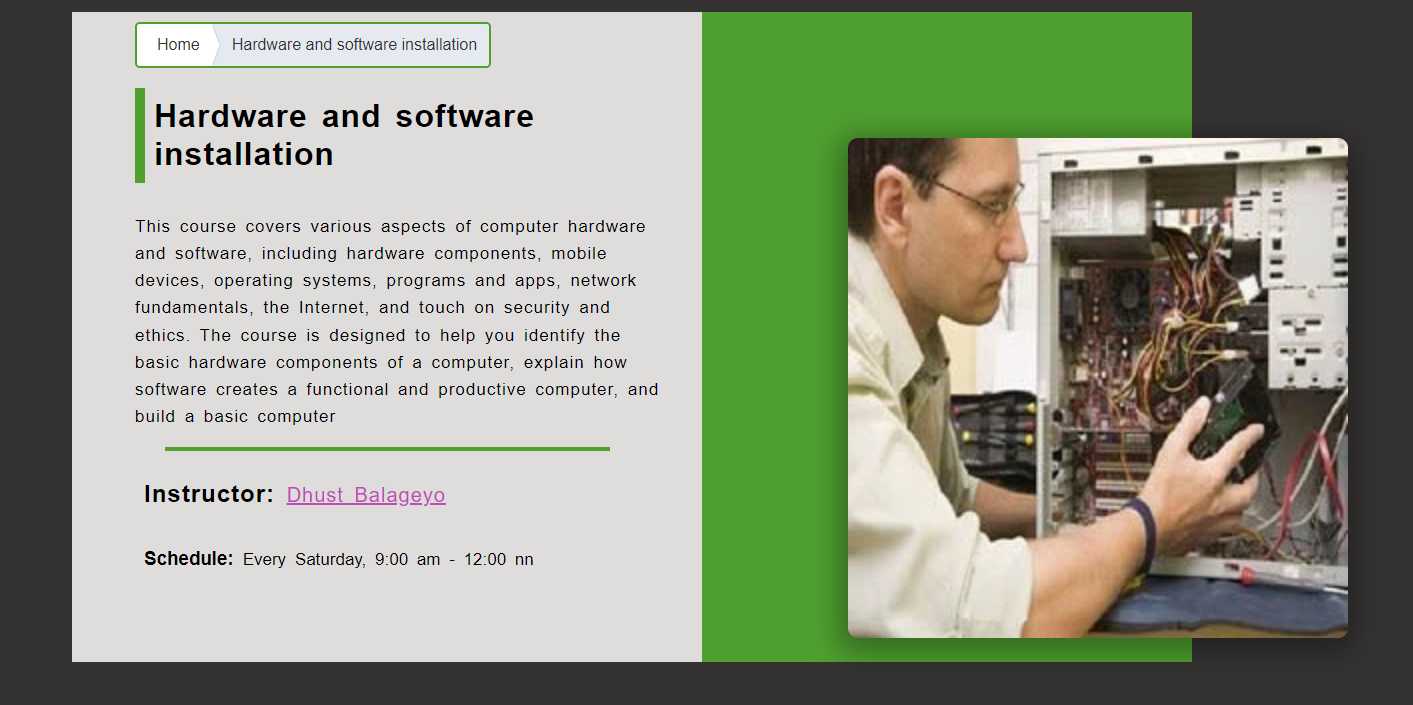 Home
Hardware and software installation
Hardware and software
installation
This course covers various aspects of computer hardware
and software, including hardware components, mobile
devices, operating systems, programs and apps, network
fundamentals, the Internet, and touch on security and
ethics. The course is designed to help you identify the
basic hardware components of a computer, explain how
software creates a functional and productive computer, and
build a basic computer
Instructor: Dhust Balageyo
Schedule: Every Saturday, 9:00 am - 12:00 nn